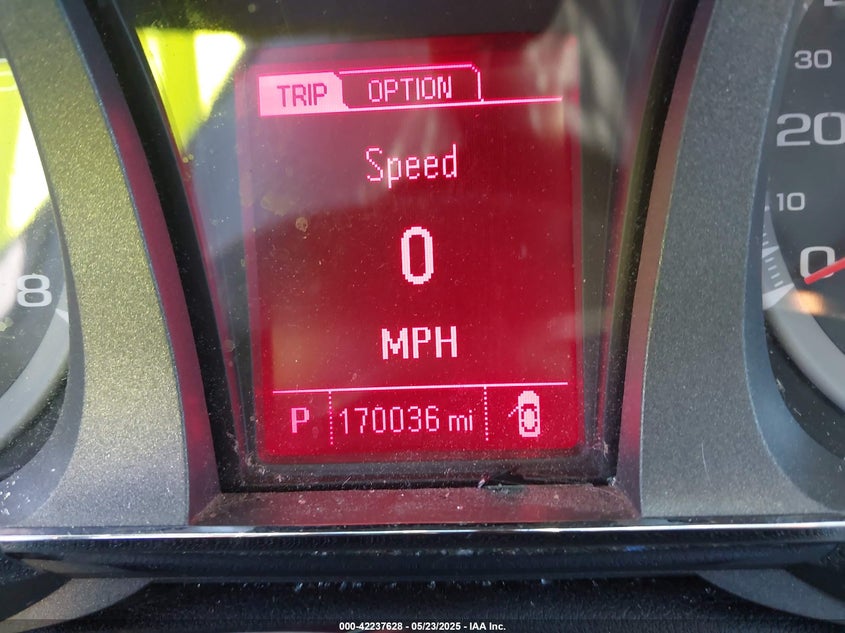 TRIP OPTION
Speed
0
MPH
P 170036 mi
8
30
20
10
0
000-42237628 - 05/23/2025 - IAA Inc.